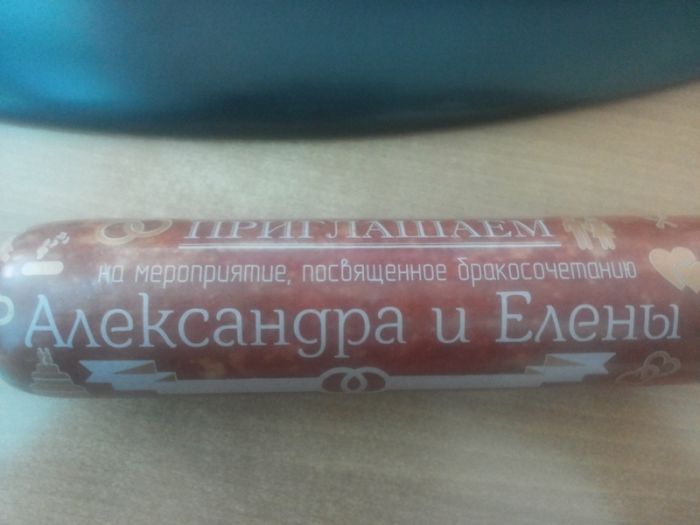 ПРИГЛАШАЕМ
на мероприятие, посвященное бракосочетанию
Александра и Елены